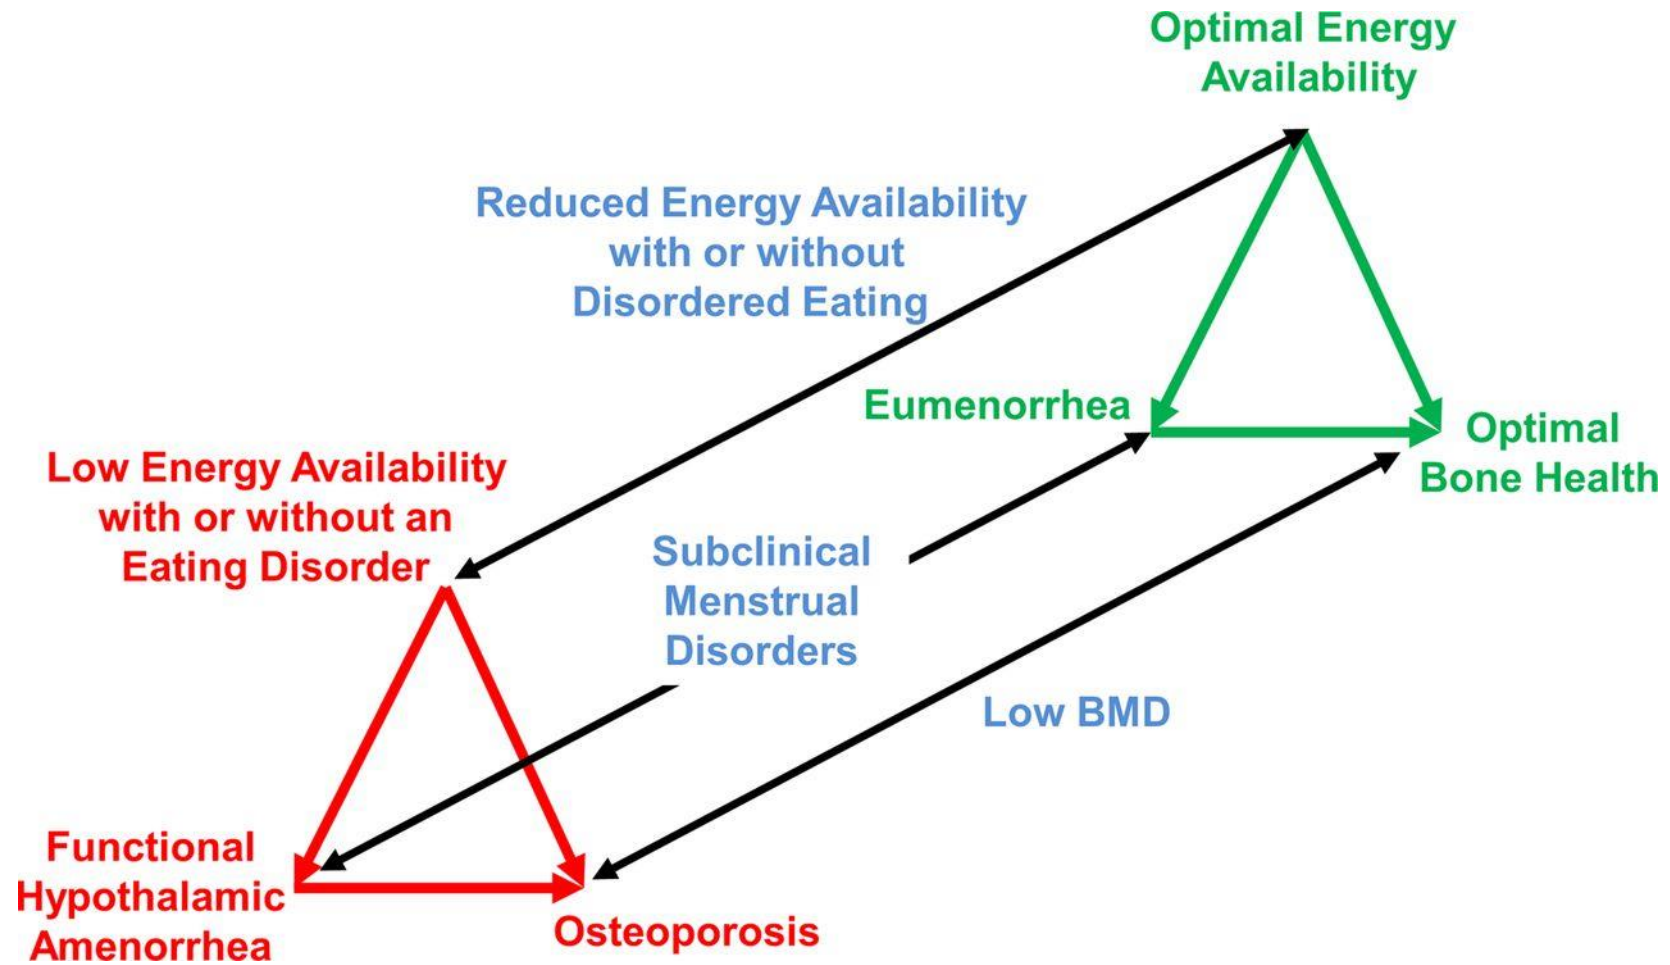 Optimal Energy
Availability
Reduced Energy Availability
with or without
Disordered Eating
Eumenorrhea
Optimal
Bone Health
Low Energy Availability
with or without an
Eating Disorder
Subclinical
Menstrual
Disorders
Low BMD
Functional
Hypothalamic
Amenorrhea
Osteoporosis